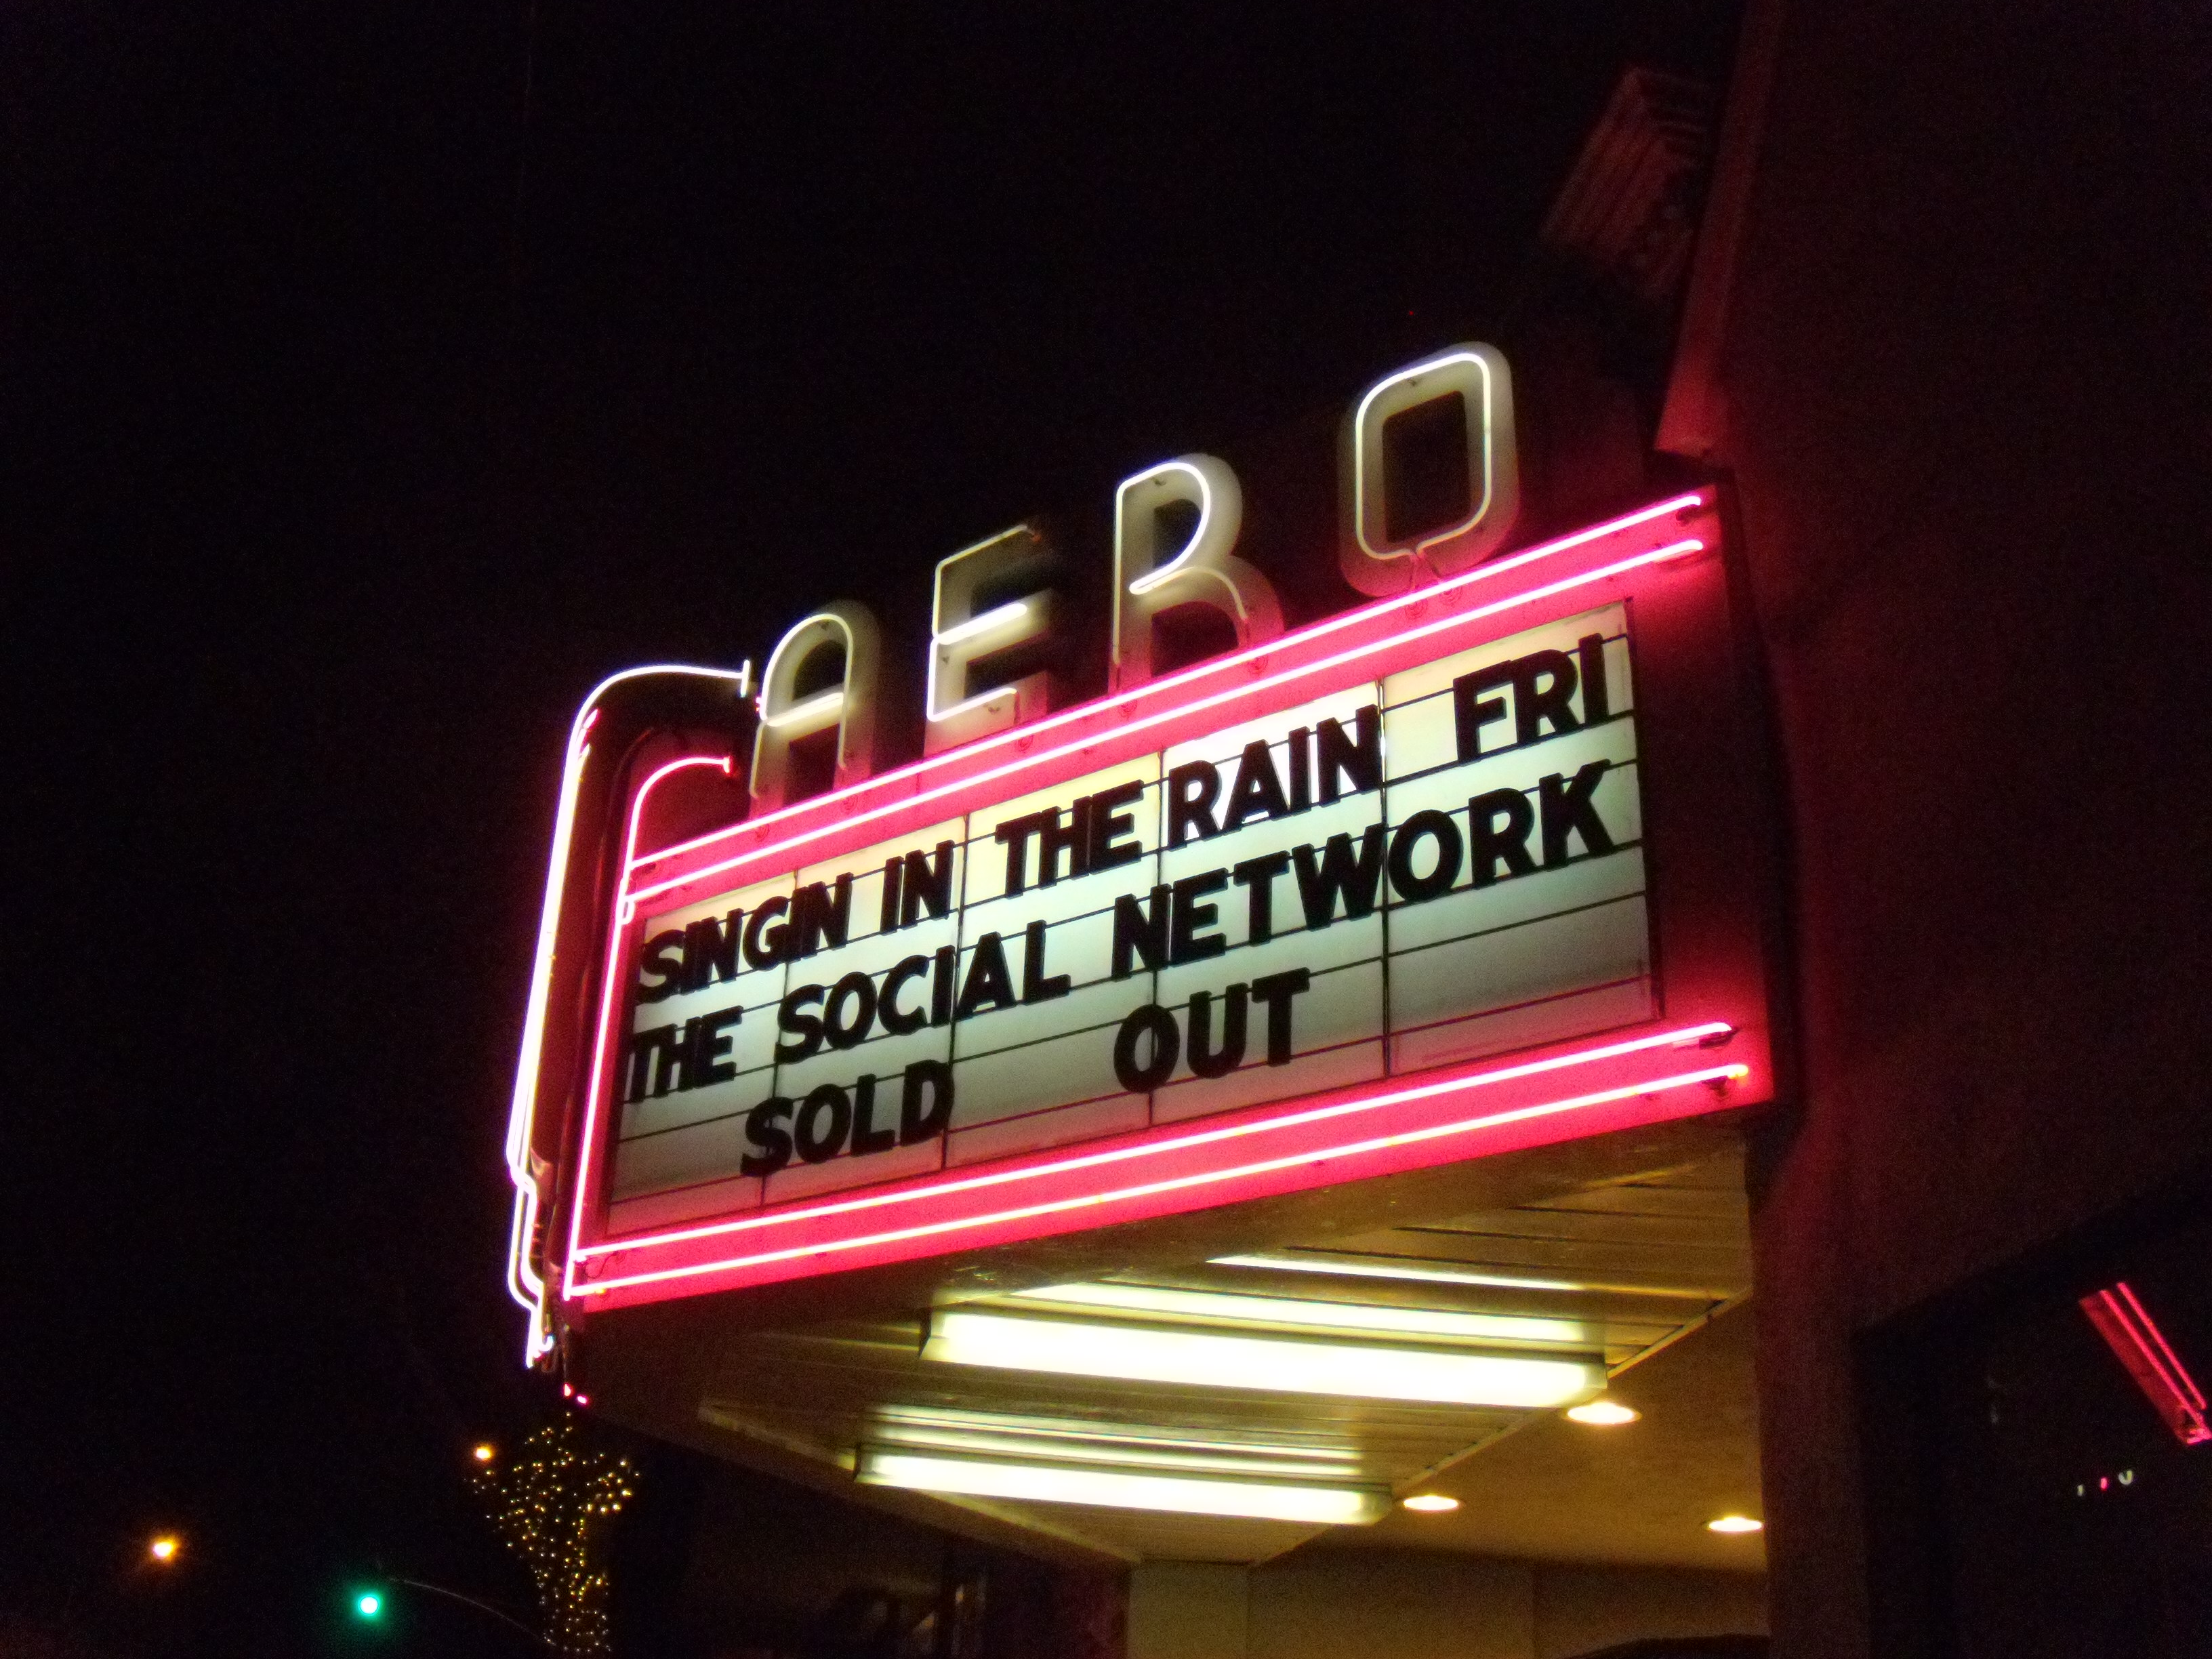 AERO
SINGIN IN THE RAIN FRI
THE SOCIAL NETWORK
SOLD OUT